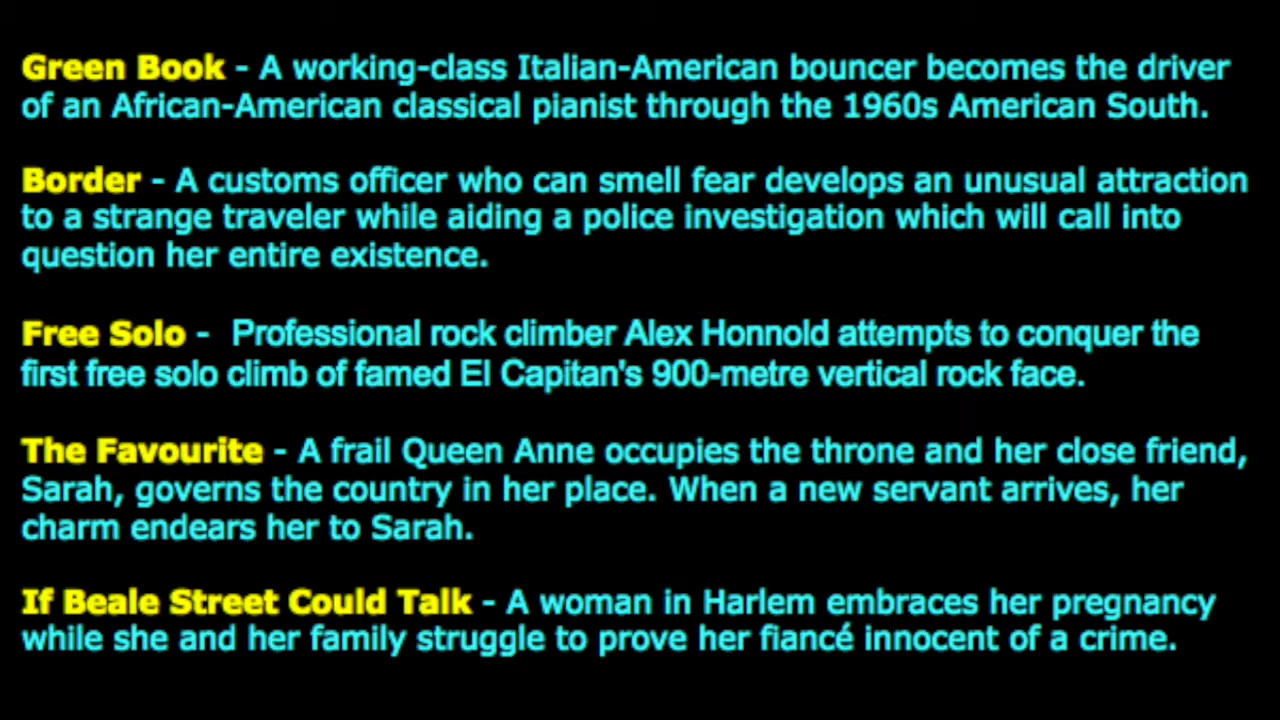 Green Book - A working-class Italian-American bouncer becomes the driver
of an African-American classical pianist through the 1960s American South.
Border - A customs officer who can smell fear develops an unusual attraction
to a strange traveler while aiding a police investigation which will call into
question her entire existence.
Free Solo - Professional rock climber Alex Honnold attempts to conquer the
first free solo climb of famed El Capitan's 900-metre vertical rock face.
The Favourite - A frail Queen Anne occupies the throne and her close friend,
Sarah, governs the country in her place. When a new servant arrives, her
charm endears her to Sarah.
If Beale Street Could Talk - A woman in Harlem embraces her pregnancy
while she and her family struggle to prove her fiancé innocent of a crime.